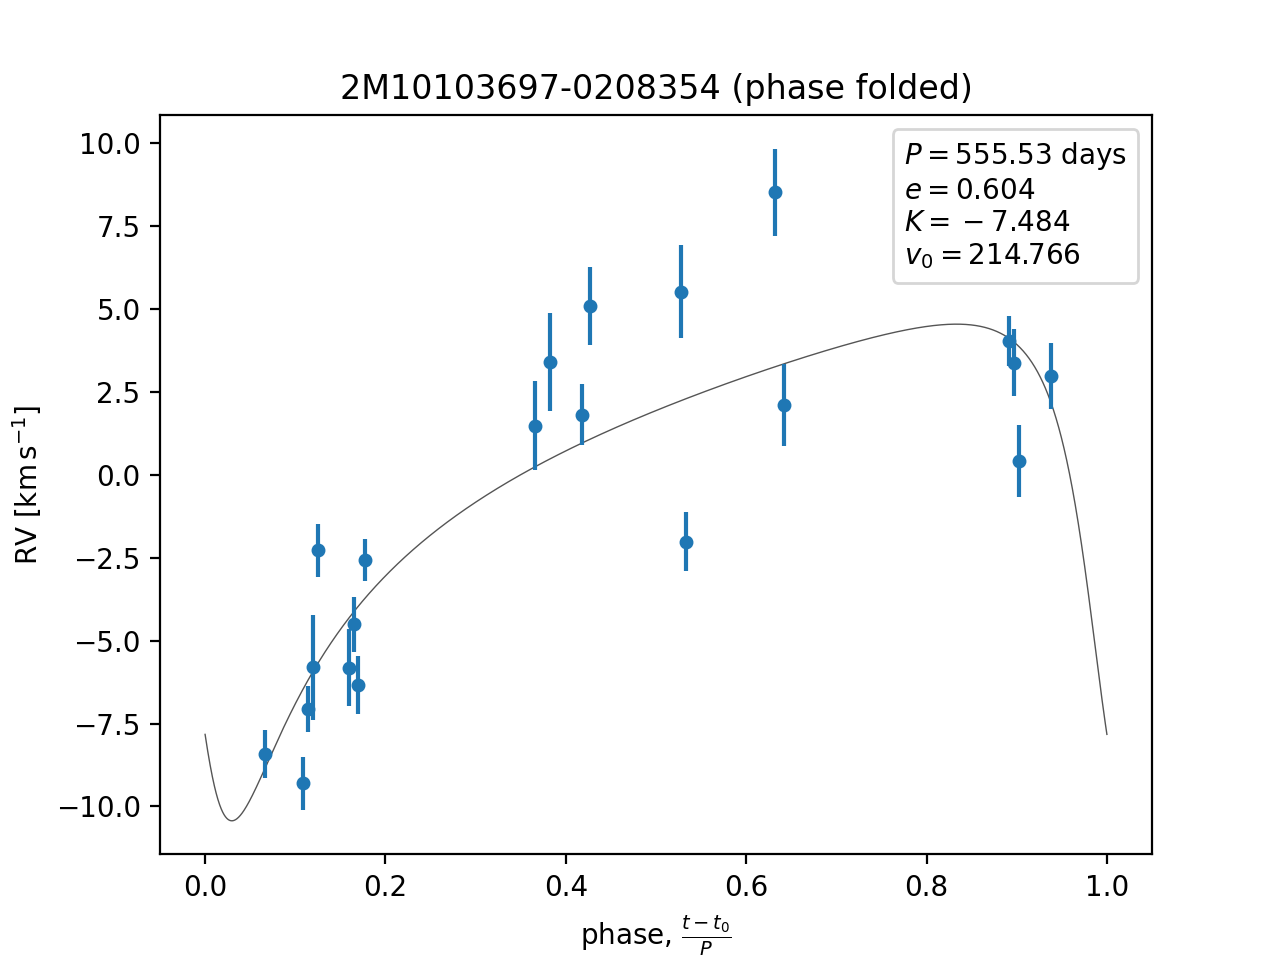 2M10103697-0208354 (phase folded)
P = 555.53 days
e = 0.604
K = −7.484
v₀ = 214.766
RV [km s⁻¹]
10.0
7.5
5.0
2.5
0.0
−2.5
−5.0
−7.5
−10.0
0.0 0.2 0.4 0.6 0.8 1.0
phase, (t − t₀)/P